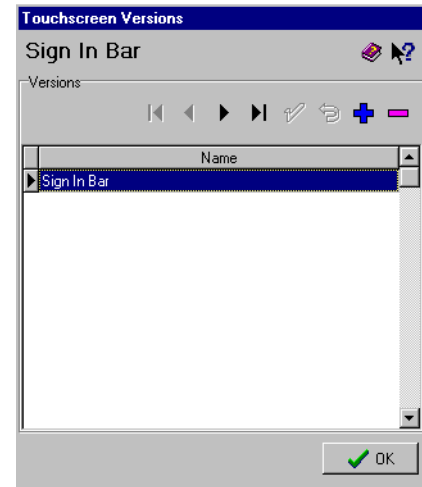 Touchscreen Versions
Sign In Bar
Versions
Name
Sign In Bar
OK